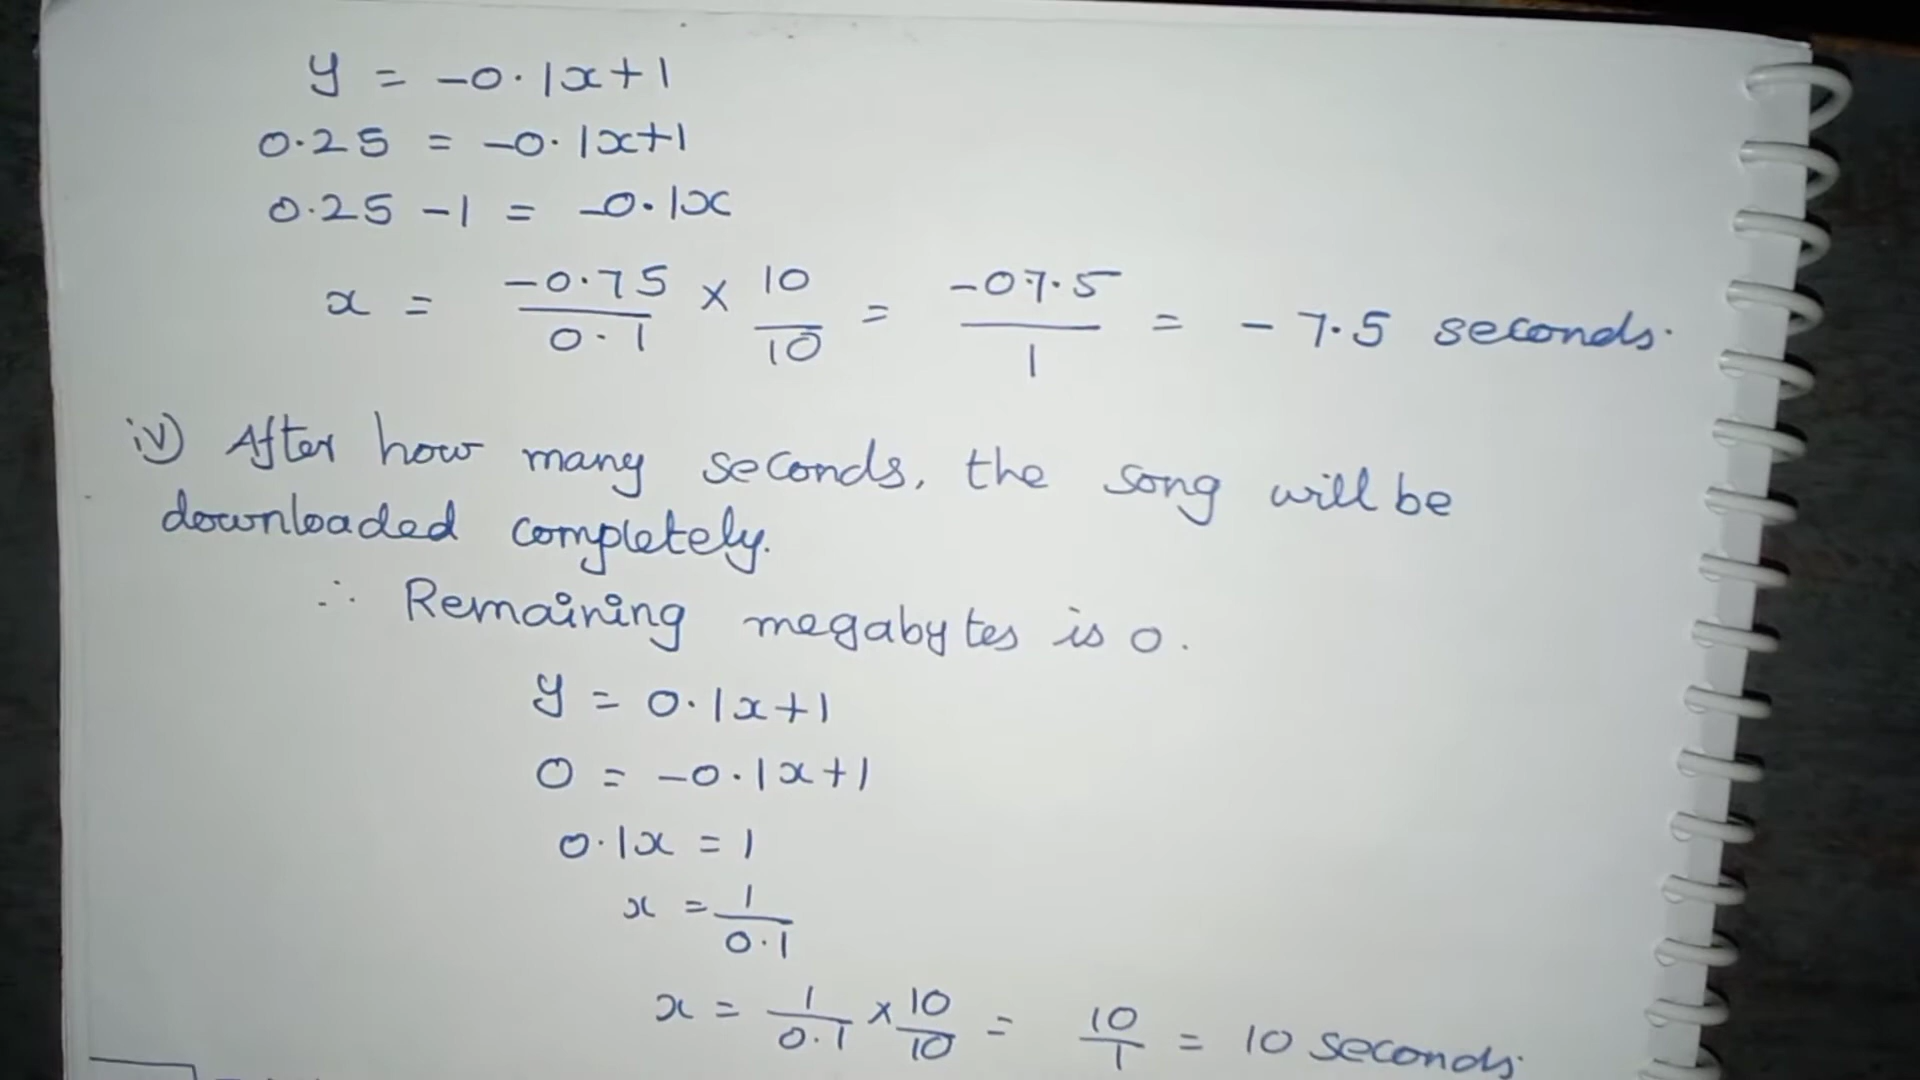 y = -0.1x+1
0.25 = -0.1x+1
0.25 -1 = -0.1x
x = -0.75/0.1 × 10/10 = -07.5/1 = -7.5 seconds.
iv) After how many seconds, the song will be
downloaded completely.
∴ Remaining megabytes is 0.
y = 0.1x+1
0 = -0.1x+1
0.1x = 1
x = 1/0.1
x = 1/0.1 × 10/10 = 10/1 = 10 seconds.